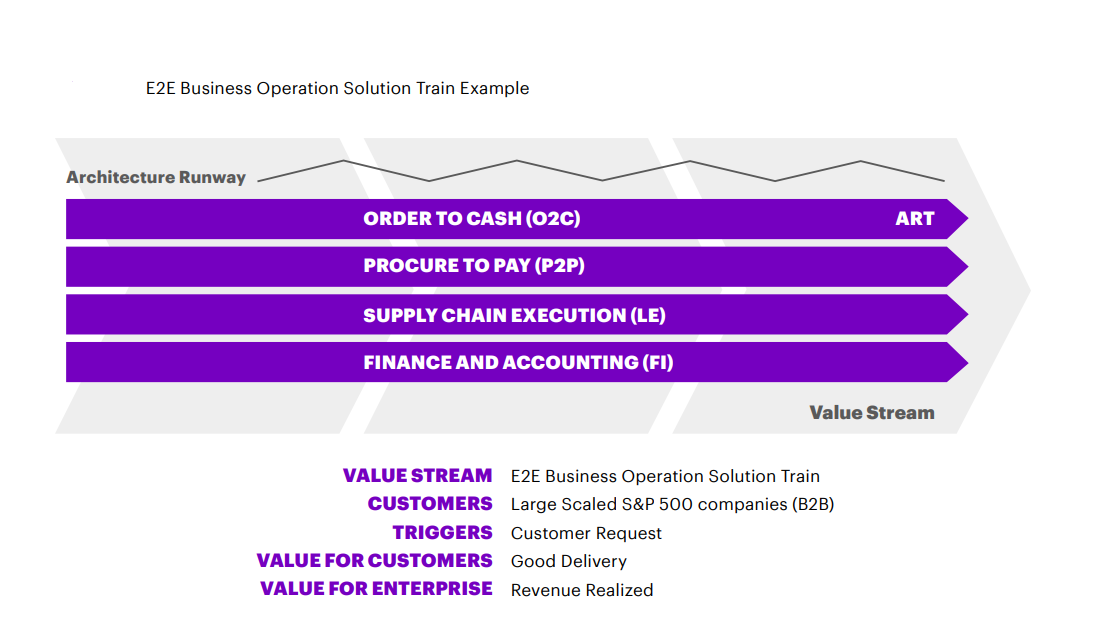 E2E Business Operation Solution Train Example
Architecture Runway
ORDER TO CASH (O2C) ART
PROCURE TO PAY (P2P)
SUPPLY CHAIN EXECUTION (LE)
FINANCE AND ACCOUNTING (FI)
Value Stream
VALUE STREAM E2E Business Operation Solution Train
CUSTOMERS Large Scaled S&P 500 companies (B2B)
TRIGGERS Customer Request
VALUE FOR CUSTOMERS Good Delivery
VALUE FOR ENTERPRISE Revenue Realized